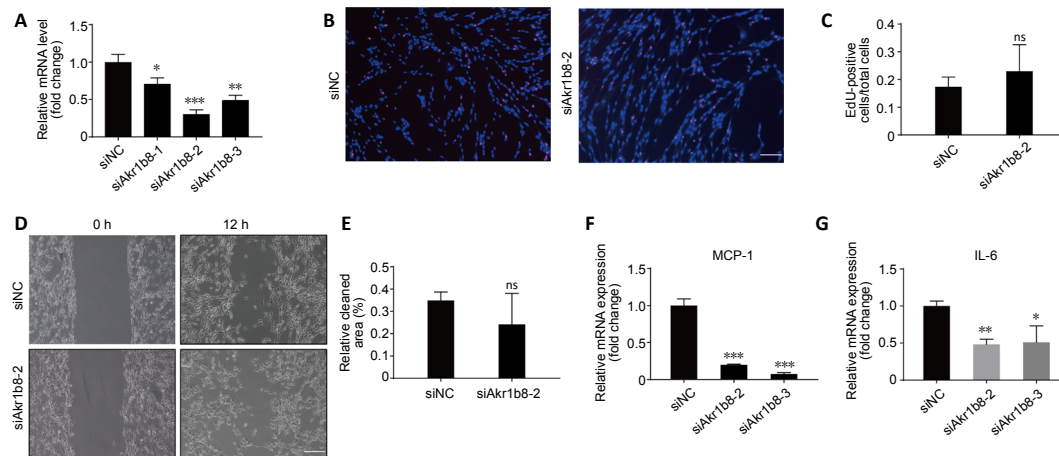 A
Relative mRNA level
(fold change)
1.5
1.0
0.5
0
*
***
**
siNC
siAkr1b8-1
siAkr1b8-2
siAkr1b8-3
B
siNC
siAkr1b8-2
C
EdU-positive
cells/total cells
0.4
0.3
0.2
0.1
0
ns
siNC
siAkr1b8-2
D
0 h
12 h
siNC
siAkr1b8-2
E
Relative cleaned
area (%)
0.5
0.4
0.3
0.2
0.1
0
ns
siNC
siAkr1b8-2
F
MCP-1
Relative mRNA expression
(fold change)
1.5
1.0
0.5
0
***
***
siNC
siAkr1b8-2
siAkr1b8-3
G
IL-6
Relative mRNA expression
(fold change)
1.5
1.0
0.5
0
**
*
siNC
siAkr1b8-2
siAkr1b8-3